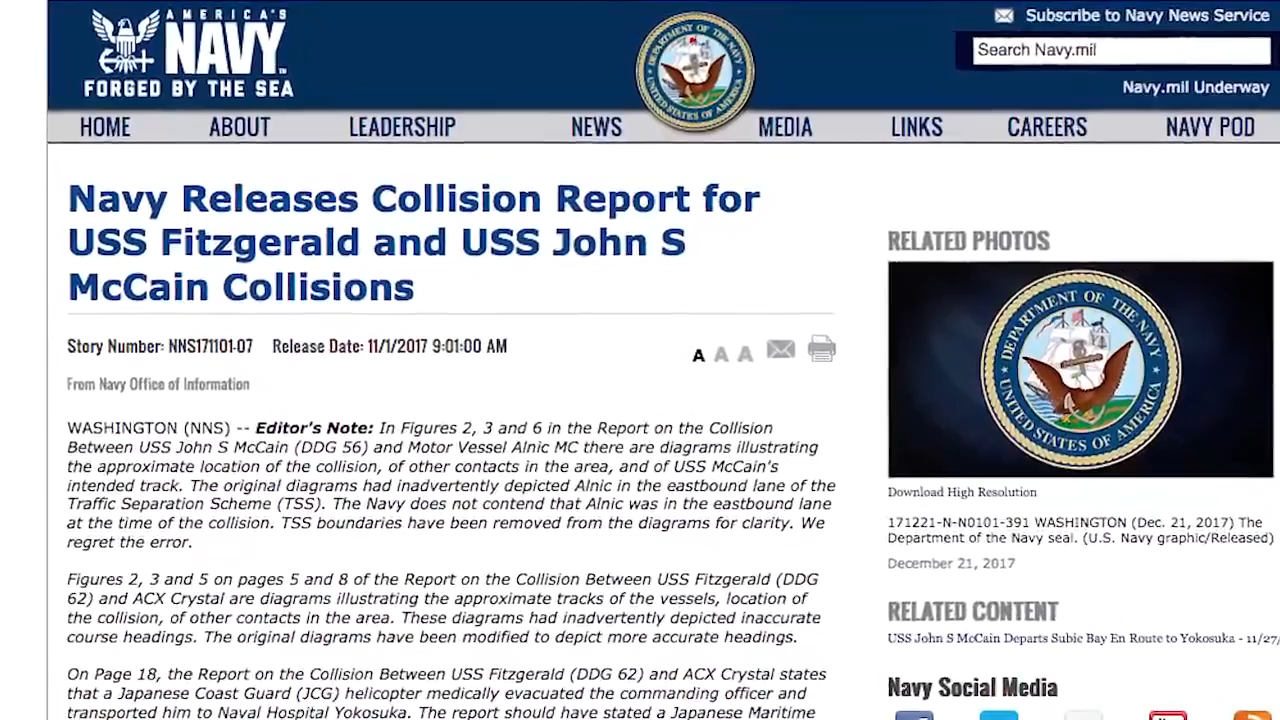 AMERICA'S
NAVY
FORGED BY THE SEA
DEPARTMENT OF THE NAVY
UNITED STATES OF AMERICA
Subscribe to Navy News Service
Search Navy.mil
Navy.mil Underway
HOME ABOUT LEADERSHIP NEWS MEDIA LINKS CAREERS NAVY POD
Navy Releases Collision Report for
USS Fitzgerald and USS John S
McCain Collisions
Story Number: NNS171101-07 Release Date: 11/1/2017 9:01:00 AM
A A A
From Navy Office of Information
WASHINGTON (NNS) -- Editor's Note: In Figures 2, 3 and 6 in the Report on the Collision
Between USS John S McCain (DDG 56) and Motor Vessel Alnic MC there are diagrams illustrating
the approximate location of the collision, of other contacts in the area, and of USS McCain's
intended track. The original diagrams had inadvertently depicted Alnic in the eastbound lane of the
Traffic Separation Scheme (TSS). The Navy does not contend that Alnic was in the eastbound lane
at the time of the collision. TSS boundaries have been removed from the diagrams for clarity. We
regret the error.
Figures 2, 3 and 5 on pages 5 and 8 of the Report on the Collision Between USS Fitzgerald (DDG
62) and ACX Crystal are diagrams illustrating the approximate tracks of the vessels, location of
the collision, of other contacts in the area. These diagrams had inadvertently depicted inaccurate
course headings. The original diagrams have been modified to depict more accurate headings.
On Page 18, the Report on the Collision Between USS Fitzgerald (DDG 62) and ACX Crystal states
that a Japanese Coast Guard (JCG) helicopter medically evacuated the commanding officer and
transported him to Naval Hospital Yokosuka. The report should have stated a Japanese Maritime
RELATED PHOTOS
DEPARTMENT OF THE NAVY
UNITED STATES OF AMERICA
Download High Resolution
171221-N-N0101-391 WASHINGTON (Dec. 21, 2017) The
Department of the Navy seal. (U.S. Navy graphic/Released)
December 21, 2017
RELATED CONTENT
USS John S McCain Departs Subic Bay En Route to Yokosuka - 11/27/
Navy Social Media